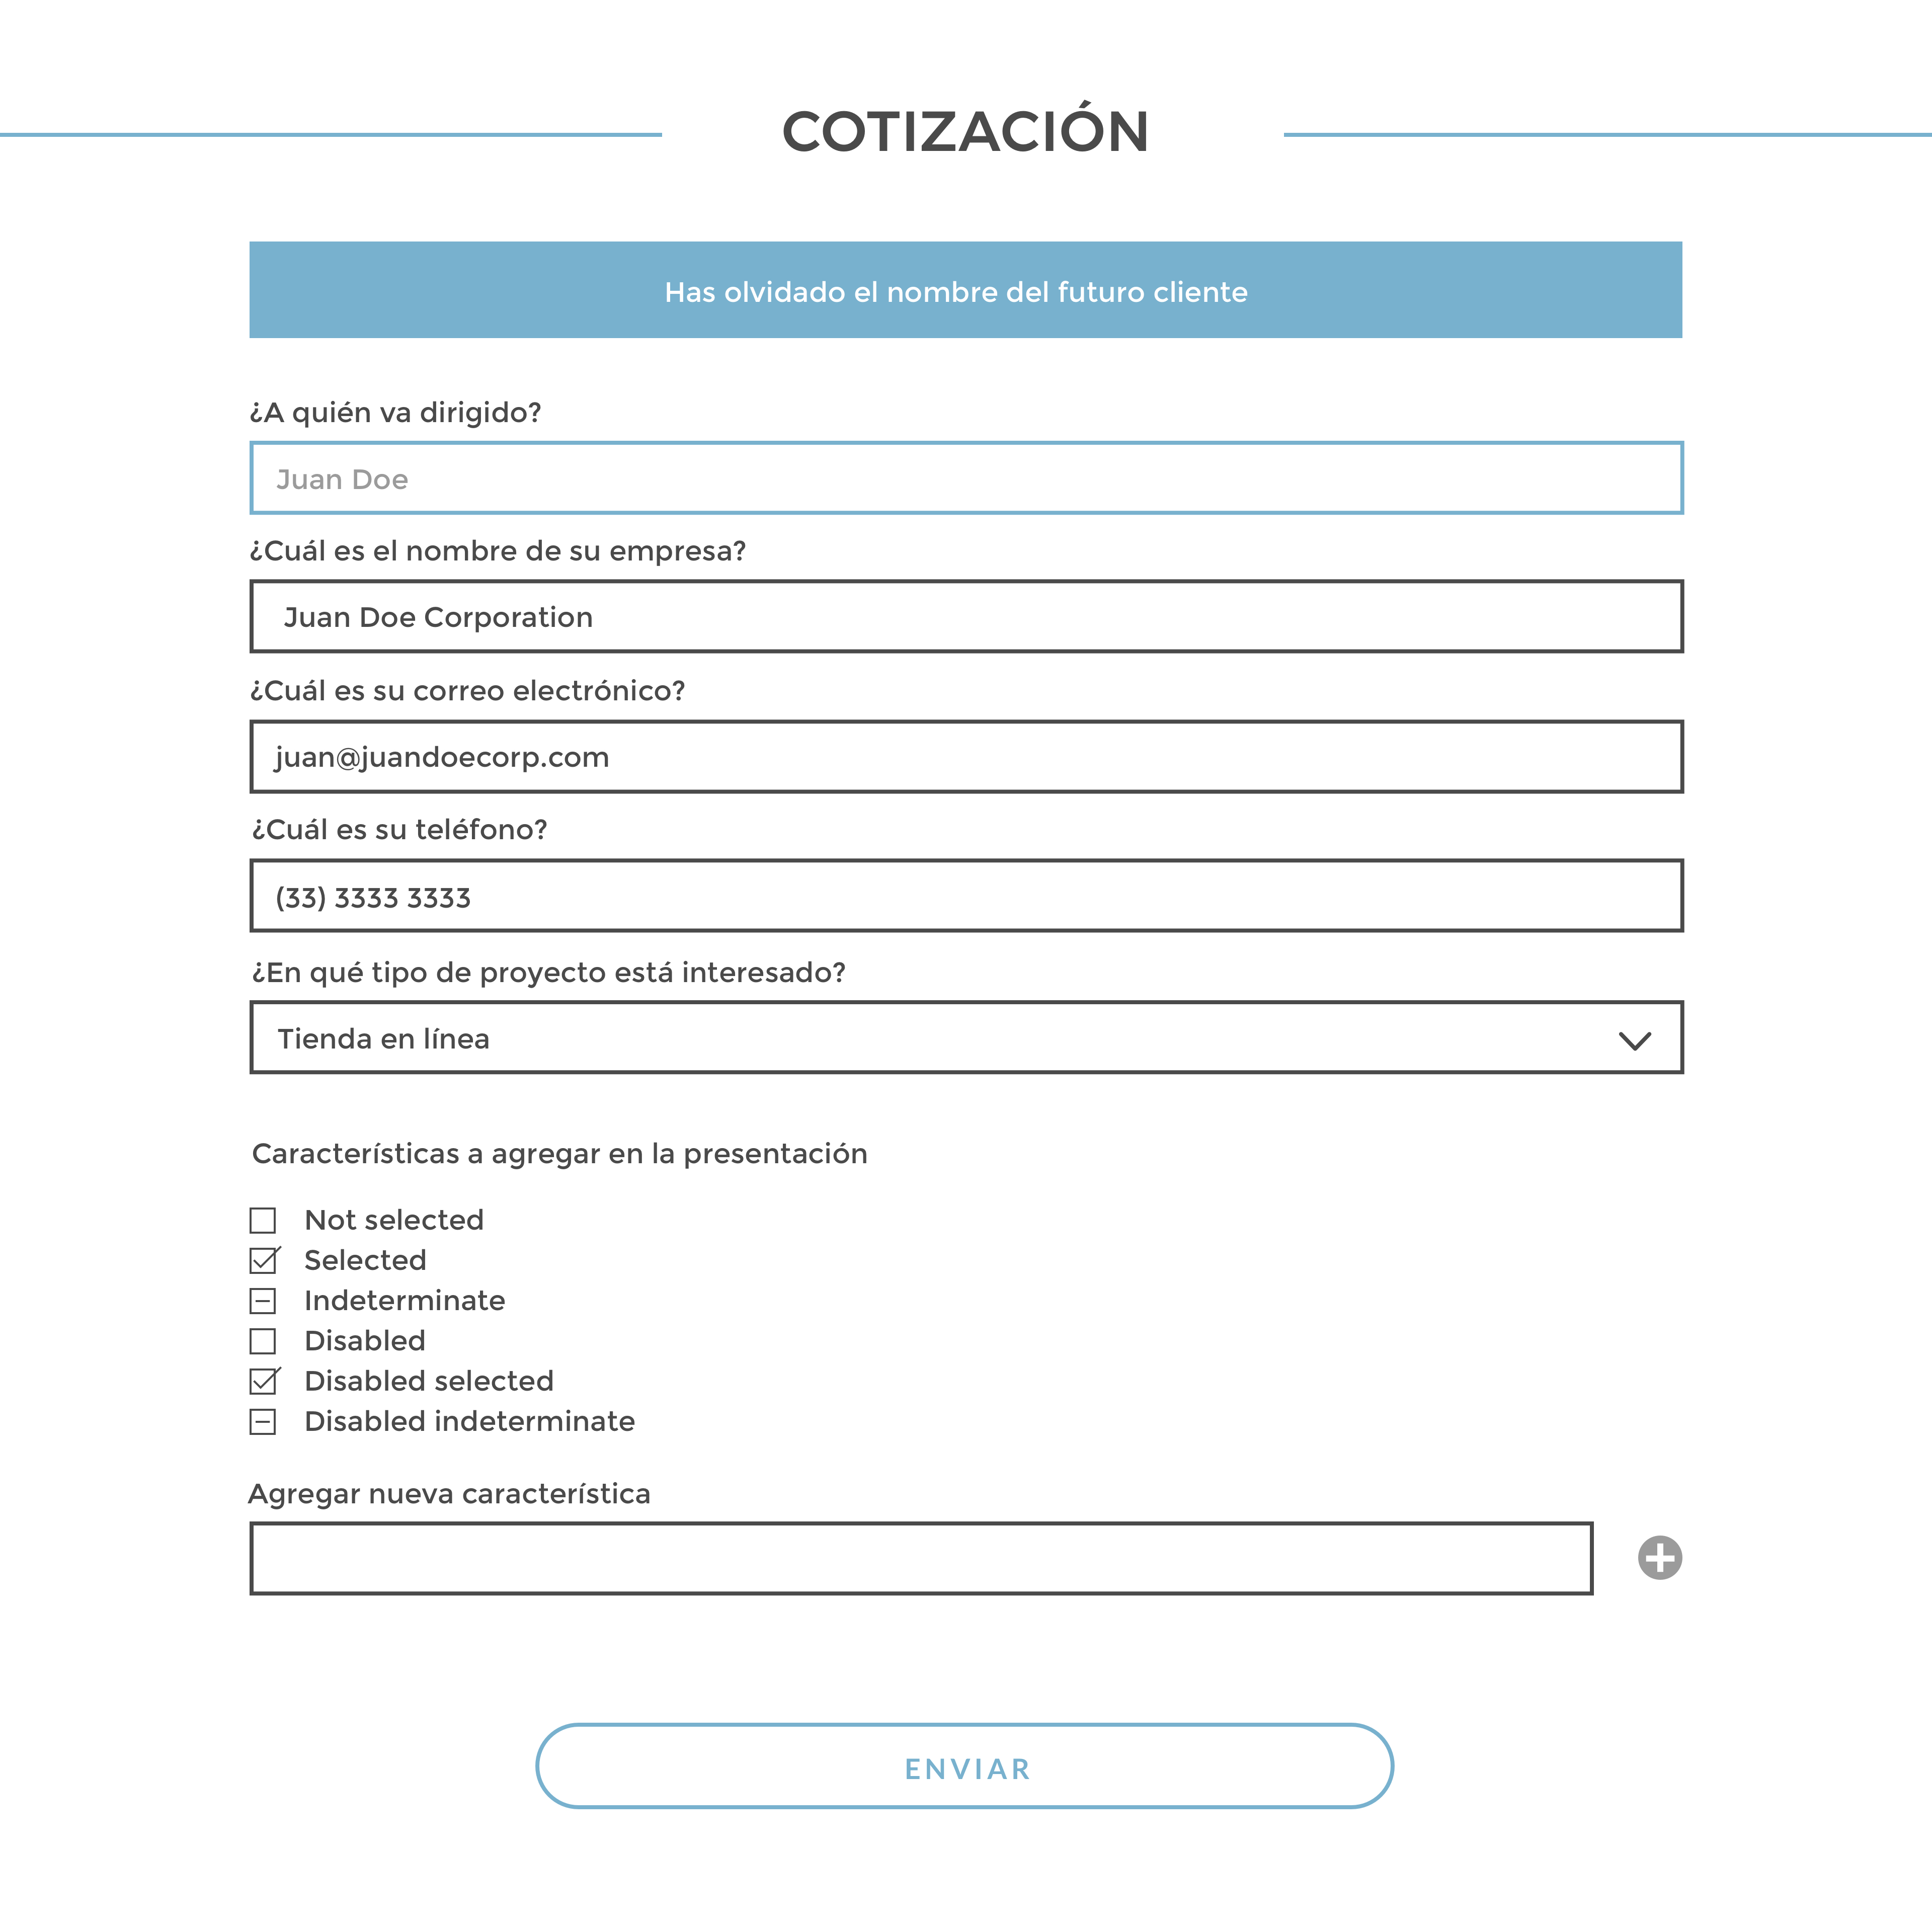 COTIZACIÓN
Has olvidado el nombre del futuro cliente
¿A quién va dirigido?
Juan Doe
¿Cuál es el nombre de su empresa?
Juan Doe Corporation
¿Cuál es su correo electrónico?
juan@juandoecorp.com
¿Cuál es su teléfono?
(33) 3333 3333
¿En qué tipo de proyecto está interesado?
Tienda en línea
Características a agregar en la presentación
Not selected
Selected
Indeterminate
Disabled
Disabled selected
Disabled indeterminate
Agregar nueva característica
ENVIAR